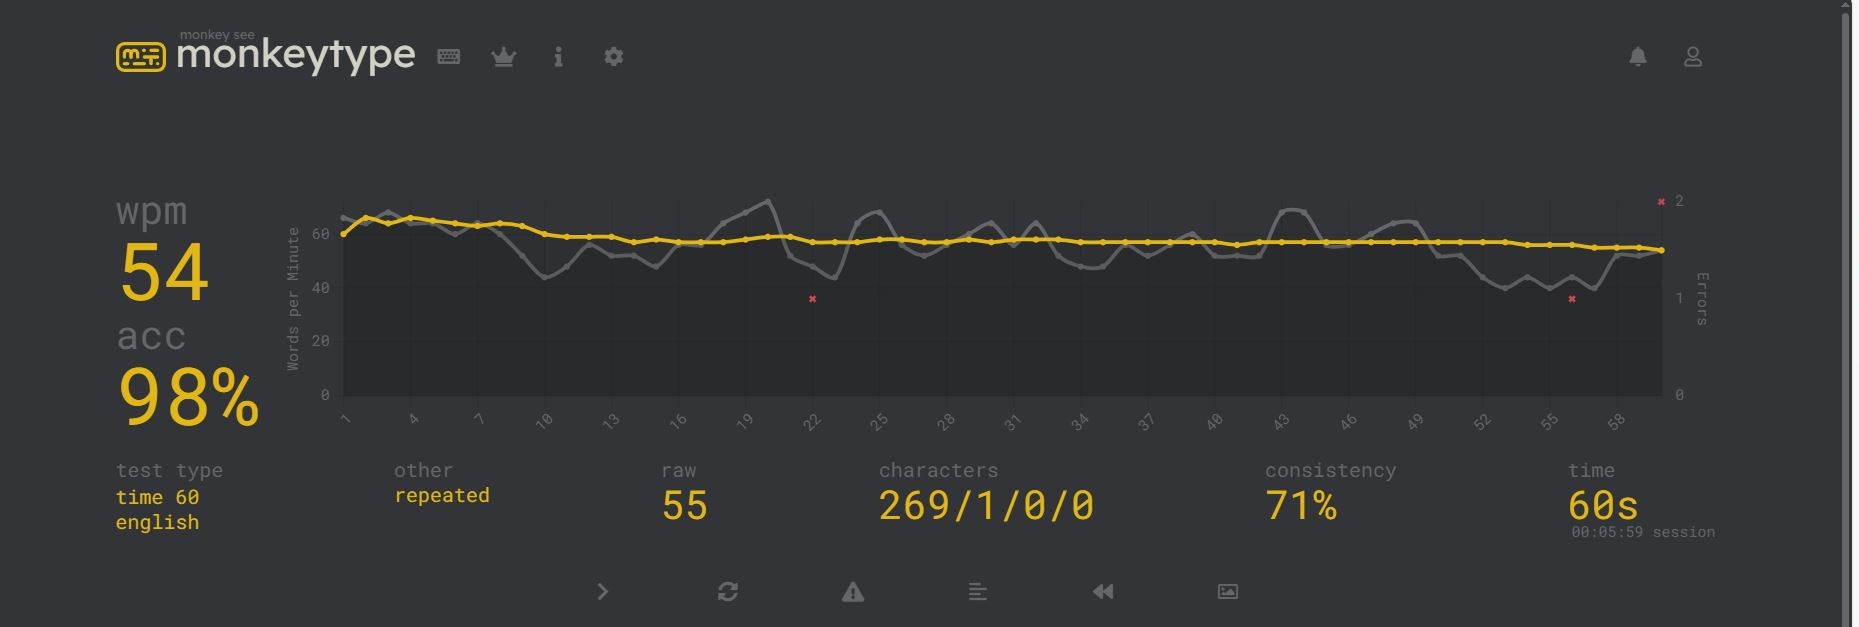 monkey see
monkeytype
wpm
54
acc
98%
Words per Minute
60
40
20
0
1 4 7 10 13 16 19 22 25 28 31 34 37 40 43 46 49 52 55 58
2
1
0
Errors
test type
time 60
english
other
repeated
raw
55
characters
269/1/0/0
consistency
71%
time
60s
00:05:59 session